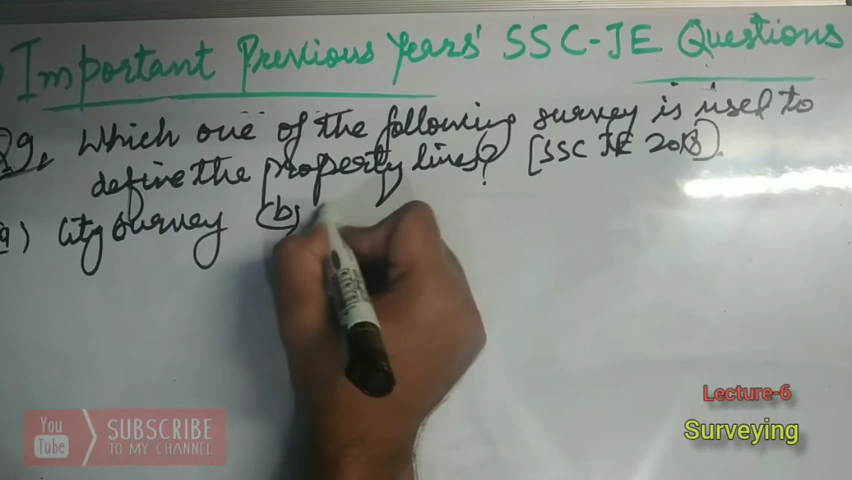 Important Previous Years' SSC-JE Questions
Q9. Which one of the following survey is used to
define the property lines? [SSC JE 2018].
a) City survey (b)
Lecture-6
Surveying
You
Tube
SUBSCRIBE
TO MY CHANNEL